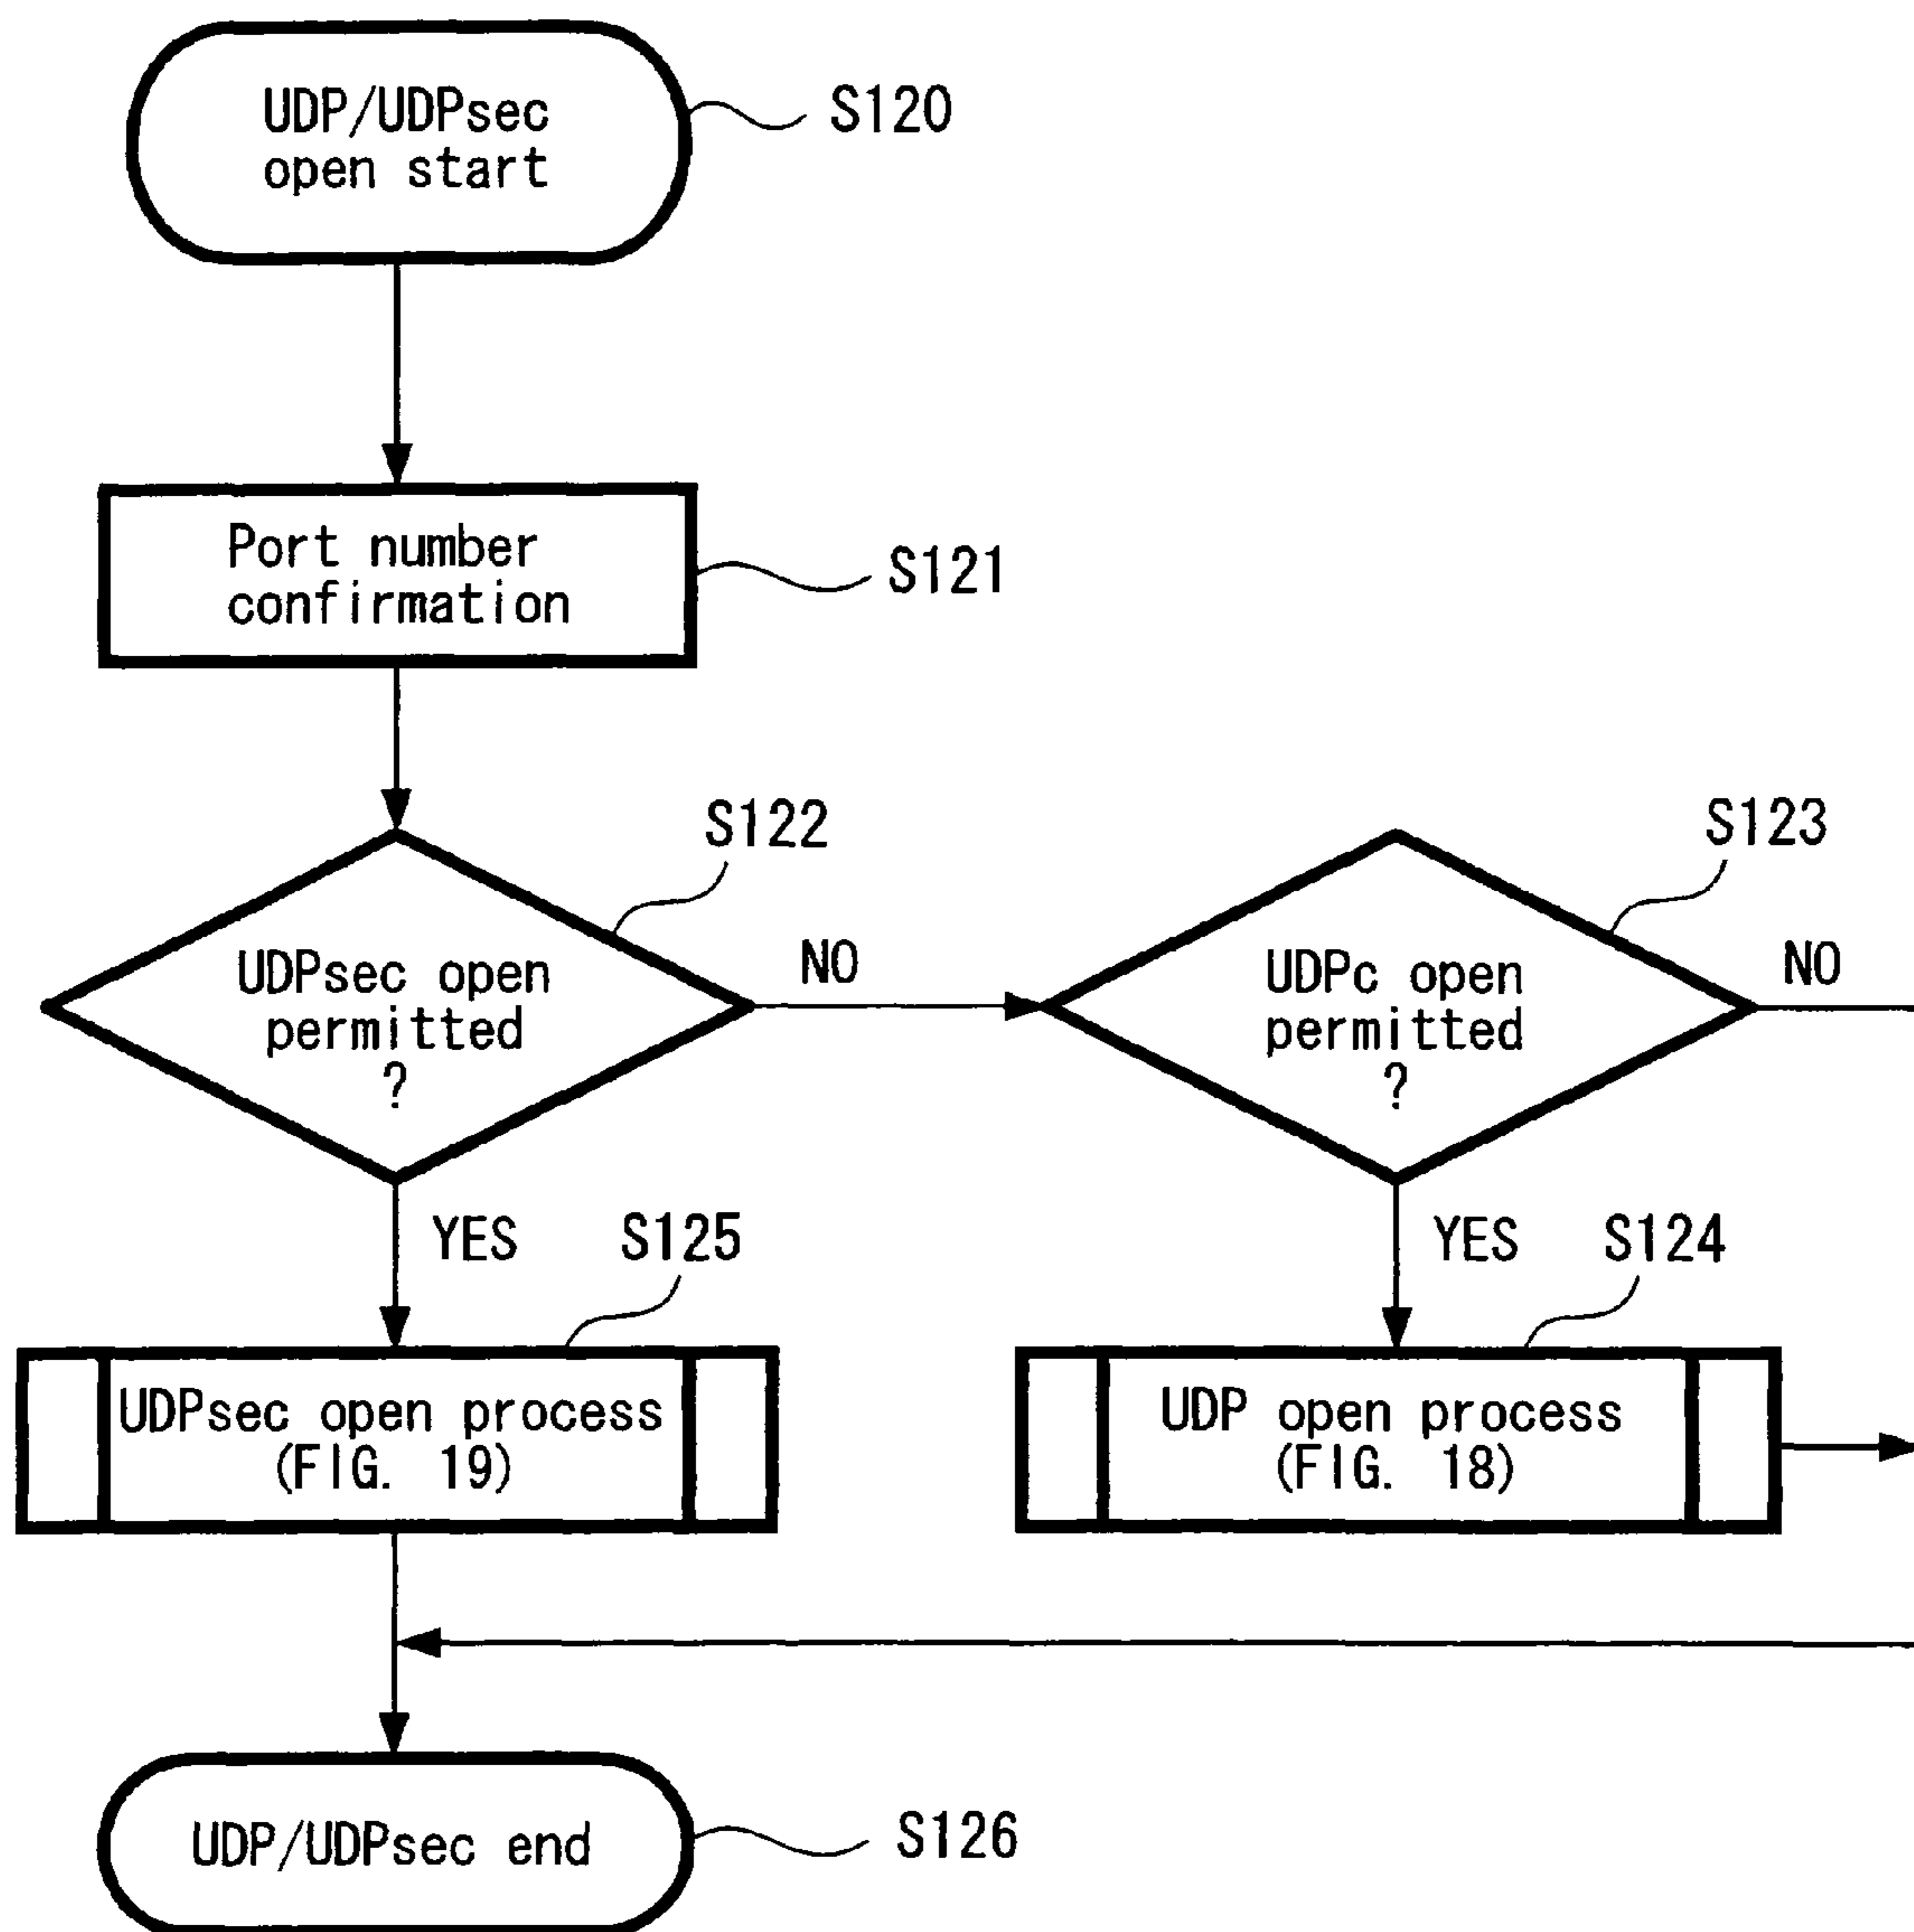 UDP/UDPsec
open start
S120
Port number
confirmation
S121
S122
UDPsec open
permitted
?
NO
S123
UDPc open
permitted
?
NO
YES
S125
YES
S124
UDPsec open process
(FIG. 19)
UDP open process
(FIG. 18)
UDP/UDPsec end
S126